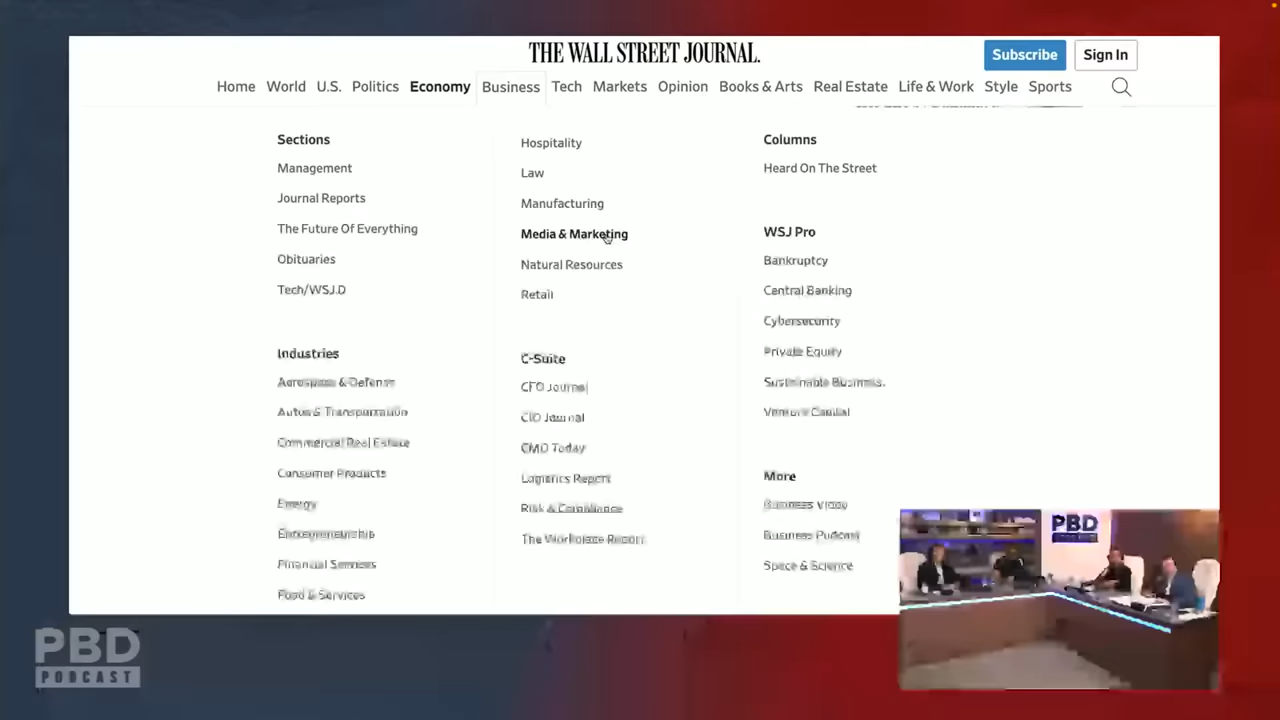 THE WALL STREET JOURNAL.
Subscribe
Sign In
Home World U.S. Politics Economy Business Tech Markets Opinion Books & Arts Real Estate Life & Work Style Sports
Sections
Management
Journal Reports
The Future Of Everything
Obituaries
Tech/WSJ.D
Industries
Aerospace & Defense
Autos & Transportation
Commercial Real Estate
Consumer Products
Energy
Entrepreneurship
Financial Services
Food & Services
Hospitality
Law
Manufacturing
Media & Marketing
Natural Resources
Retail
C-Suite
CFO Journal
CIO Journal
CMO Today
Logistics Report
Risk & Compliance
The Workplace Report
Columns
Heard On The Street
WSJ Pro
Bankruptcy
Central Banking
Cybersecurity
Private Equity
Sustainable Business
Venture Capital
More
Business Video
Business Podcast
Space & Science
PBD
PBD
PODCAST